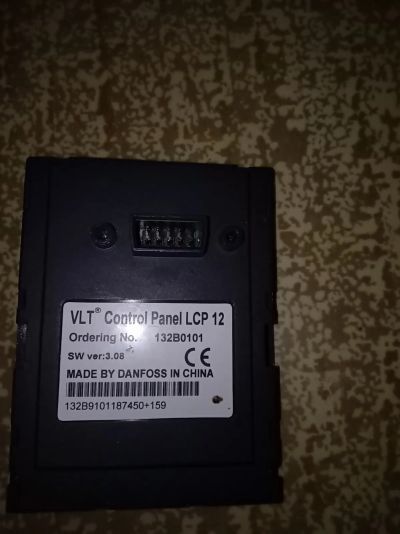 VLT® Control Panel LCP 12
Ordering No. 132B0101
SW ver:3.08
CE
MADE BY DANFOSS IN CHINA
132B9101187450+159